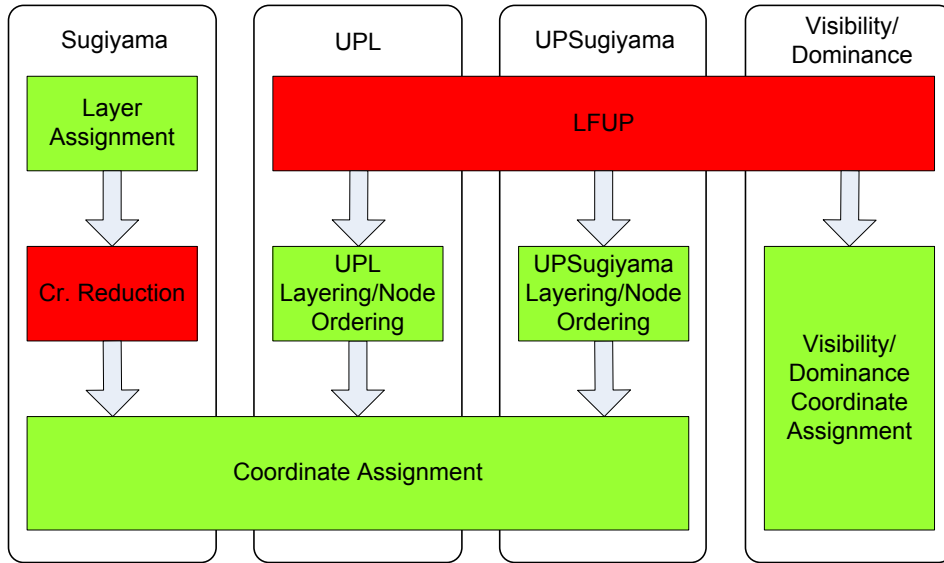 Sugiyama
UPL
UPSugiyama
Visibility/
Dominance
Layer
Assignment
LFUP
Cr. Reduction
UPL
Layering/Node
Ordering
UPSugiyama
Layering/Node
Ordering
Visibility/
Dominance
Coordinate
Assignment
Coordinate Assignment